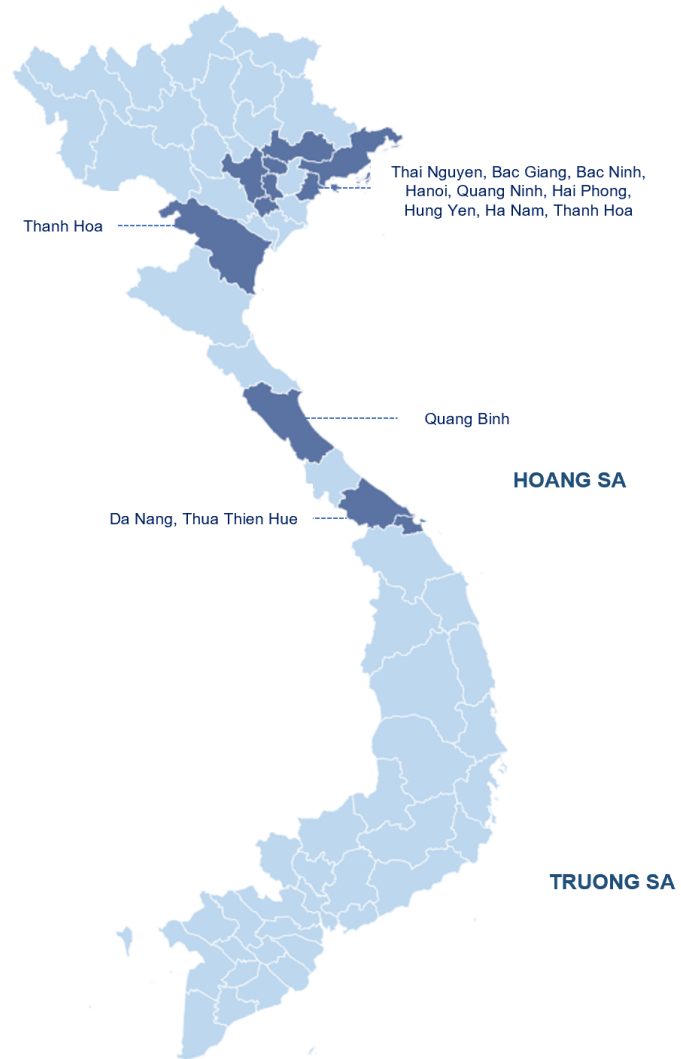 Thai Nguyen, Bac Giang, Bac Ninh,
Hanoi, Quang Ninh, Hai Phong,
Hung Yen, Ha Nam, Thanh Hoa
Thanh Hoa
Quang Binh
HOANG SA
Da Nang, Thua Thien Hue
TRUONG SA